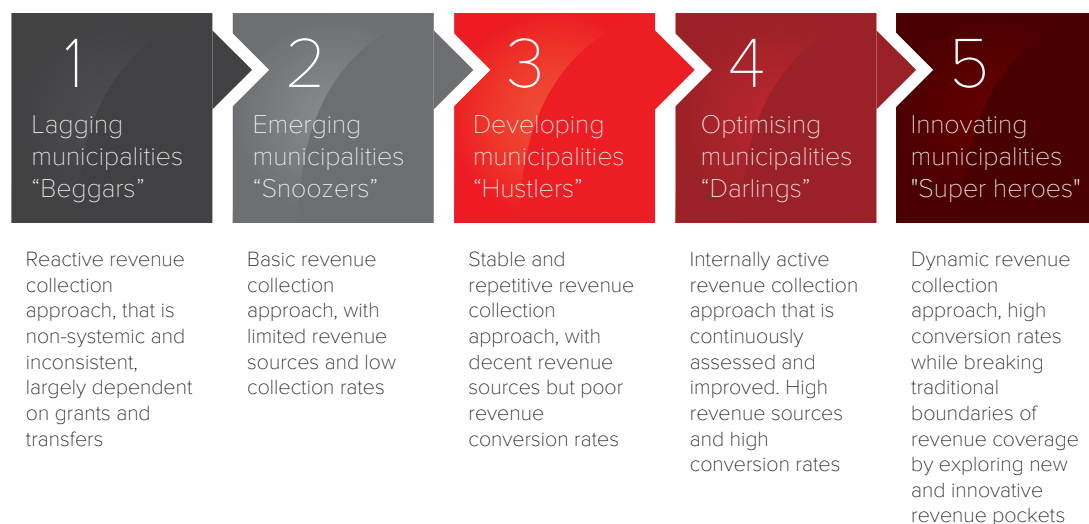 1
Lagging
municipalities
“Beggars”
2
Emerging
municipalities
“Snoozers”
3
Developing
municipalities
“Hustlers”
4
Optimising
municipalities
“Darlings”
5
Innovating
municipalities
"Super heroes"
Reactive revenue
collection
approach, that is
non-systemic and
inconsistent,
largely dependent
on grants and
transfers
Basic revenue
collection
approach, with
limited revenue
sources and low
collection rates
Stable and
repetitive revenue
collection
approach, with
decent revenue
sources but poor
revenue
conversion rates
Internally active
revenue collection
approach that is
continuously
assessed and
improved. High
revenue sources
and high
conversion rates
Dynamic revenue
collection
approach, high
conversion rates
while breaking
traditional
boundaries of
revenue coverage
by exploring new
and innovative
revenue pockets